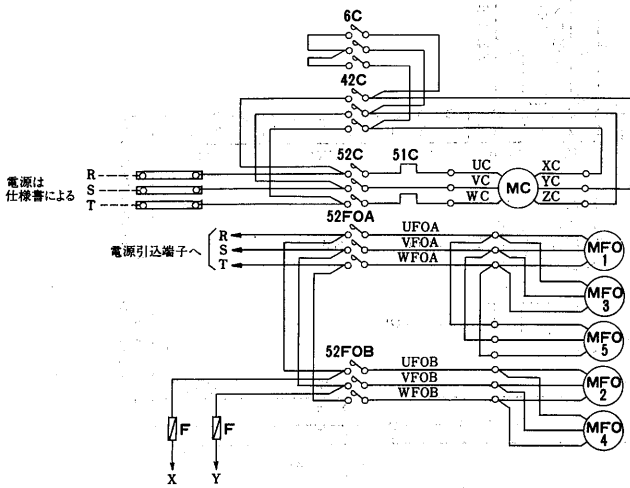 6C
42C
52C 51C
UC XC
VC MC YC
WC ZC
電源は
仕様書による
R
S
T
52FOA
R UFOA
電源引込端子へ S VFOA
T WFOA
MFO
1
MFO
3
MFO
5
52FOB
UFOB
VFOB
WFOB
MFO
2
MFO
4
F F
X Y